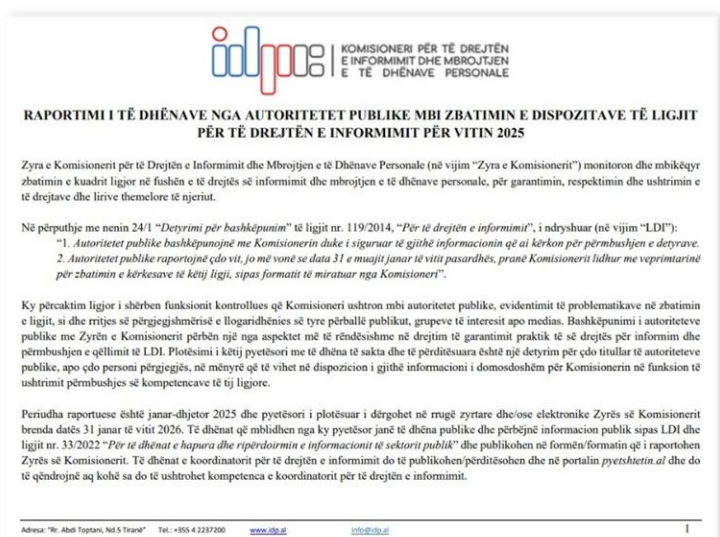 idp
KOMISIONERI PËR TË DREJTËN
E INFORMIMIT DHE MBROJTJEN
E TË DHËNAVE PERSONALE
RAPORTIMI I TË DHËNAVE NGA AUTORITETET PUBLIKE MBI ZBATIMIN E DISPOZITAVE TË LIGJIT
PËR TË DREJTËN E INFORMIMIT PËR VITIN 2025
Zyra e Komisionerit për të Drejtën e Informimit dhe Mbrojtjen e të Dhënave Personale (në vijim “Zyra e Komisionerit”) monitoron dhe mbikëqyr
zbatimin e kuadrit ligjor në fushën e të drejtës së informimit dhe mbrojtjen e të dhënave personale, për garantimin, respektimin dhe ushtrimin e
të drejtave dhe lirive themelore të njeriut.
Në përputhje me nenin 24/1 “Detyrimi për bashkëpunim” të ligjit nr. 119/2014, “Për të drejtën e informimit”, i ndryshuar (në vijim “LDI”):
“1. Autoritetet publike bashkëpunojnë me Komisionerin duke i siguruar të gjithë informacionin që ai kërkon për përmbushjen e detyrave.
2. Autoritetet publike raportojnë çdo vit, jo më vonë se data 31 e muajit janar të vitit pasardhës, pranë Komisionerit lidhur me veprimtarinë
për zbatimin e kërkesave të këtij ligji, sipas formatit të miratuar nga Komisioneri”.
Ky përcaktim ligjor i shërben funksionit kontrollues që Komisioneri ushtron mbi autoritetet publike, evidentimit të problematikave në zbatimin
e ligjit, si dhe rritjes së përgjegjshmërisë e llogaridhënies së tyre përballë publikut, grupeve të interesit apo medias. Bashkëpunimi i autoriteteve
publike me Zyrën e Komisionerit përbën një nga aspektet më të rëndësishme në drejtim të garantimit praktik të së drejtës për informim dhe
përmbushjen e qëllimit të LDI. Plotësimi i këtij pyetësori me të dhëna të sakta dhe të përditësuara është një detyrim për çdo titullar të autoriteteve
publike, apo çdo personi përgjegjës, në mënyrë që të vihet në dispozicion i gjithë informacioni i domosdoshëm për Komisionerin në funksion të
ushtrimit përmbushjes së kompetencave të tij ligjore.
Periudha raportuese është janar-dhjetor 2025 dhe pyetësori i plotësuar i dërgohet në rrugë zyrtare dhe/ose elektronike Zyrës së Komisionerit
brenda datës 31 janar të vitit 2026. Të dhënat që mblidhen nga ky pyetësor janë të dhëna publike dhe përbëjnë informacion publik sipas LDI dhe
ligjit nr. 33/2022 “Për të dhënat e hapura dhe ripërdoirmin e informacionit të sektorit publik” dhe publikohen në formën/formatin që i raportohen
Zyrës së Komisionerit. Të dhënat e koordinatorit për të drejtën e informimit do të publikohen/përditësohen dhe në portalin pyetshtetin.al dhe do
të qëndrojnë aq kohë sa do të ushtrohet kompetenca e koordinatorit për të drejtën e informimit.
Adresa: “Rr. Abdi Toptani, Nd.5 Tiranë” Tel.: +355 4 2237200 www.idp.al info@idp.al 1